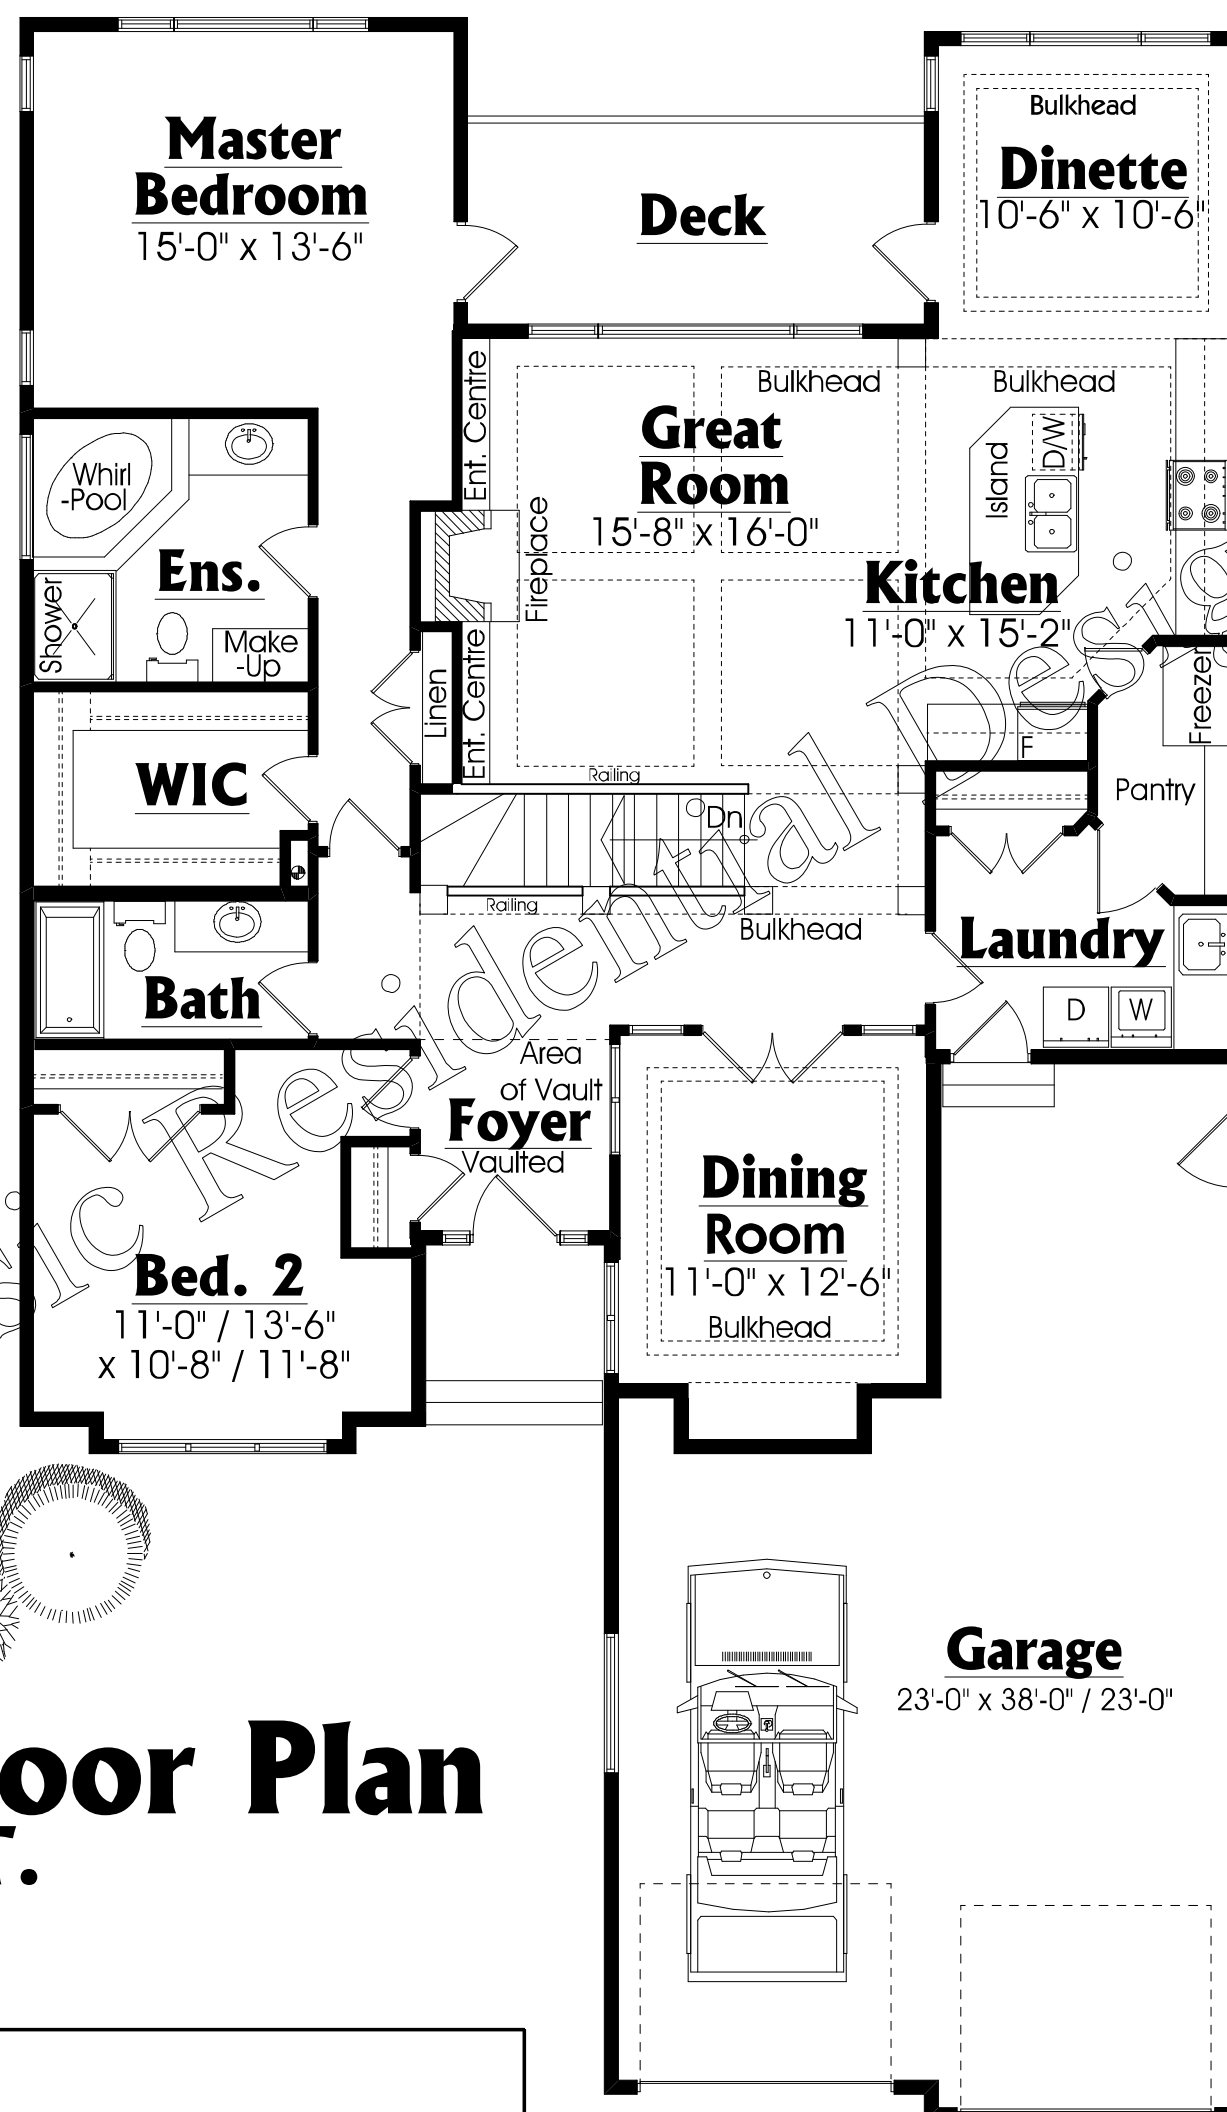 Master
Bedroom
15'-0" x 13'-6"
Deck
Bulkhead
Dinette
10'-6" x 10'-6"
Ent. Centre
Bulkhead
Bulkhead
Great
Room
15'-8" x 16'-0"
Fireplace
Island
D/W
Kitchen
11'-0" x 15'-2"
Whirl
-Pool
Ens.
Shower
Make
-Up
Linen
Ent. Centre
Freezer
F
Pantry
WIC
Railing
Dn
Railing
Bulkhead
Laundry
D
W
Bath
Area
of Vault
Foyer
Vaulted
Dining
Room
11'-0" x 12'-6"
Bulkhead
Bed. 2
11'-0" / 13'-6"
x 10'-8" / 11'-8"
Residential
Garage
23'-0" x 38'-0" / 23'-0"
oor Plan